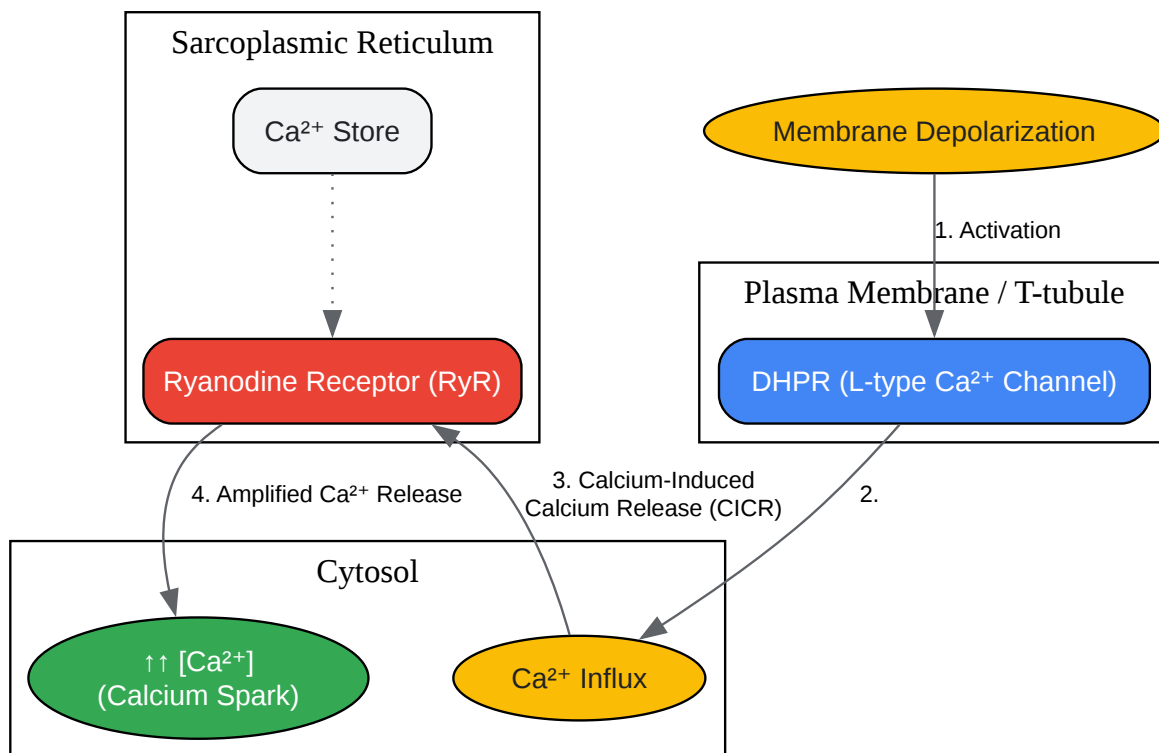 Sarcoplasmic Reticulum
Ca²⁺ Store
Membrane Depolarization
1. Activation
Plasma Membrane / T-tubule
Ryanodine Receptor (RyR)
DHPR (L-type Ca²⁺ Channel)
4. Amplified Ca²⁺ Release
3. Calcium-Induced
Calcium Release (CICR)
2.
Cytosol
↑↑ [Ca²⁺]
(Calcium Spark)
Ca²⁺ Influx